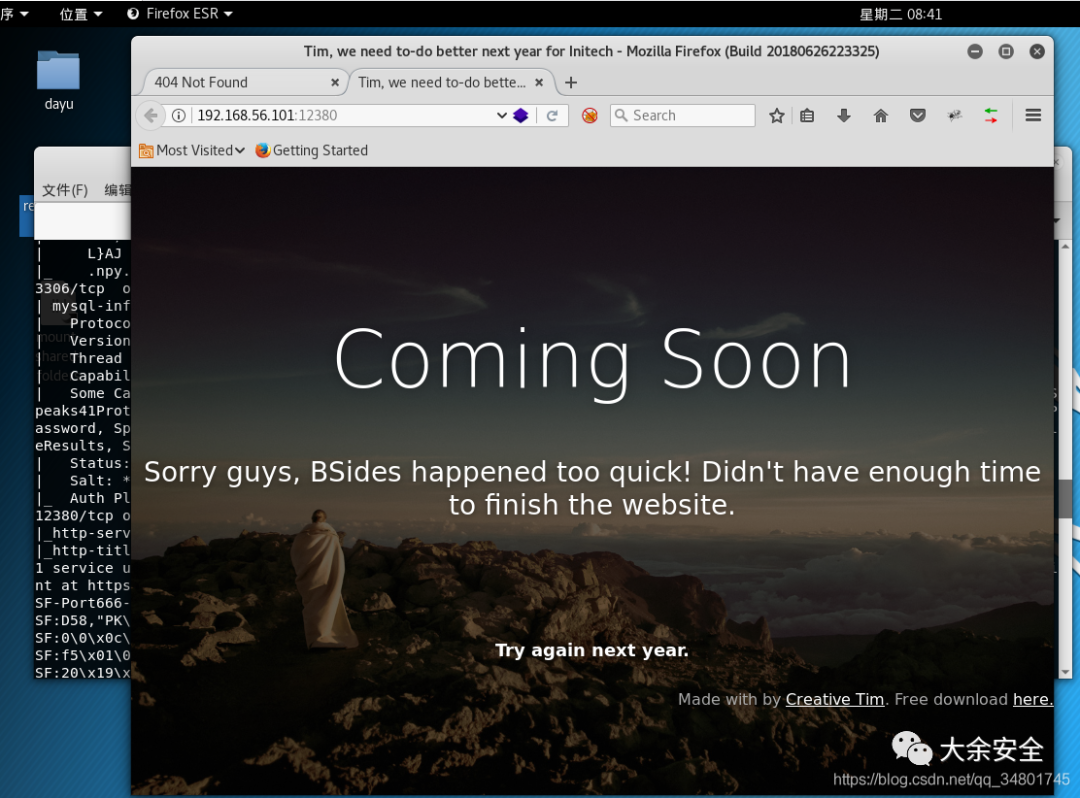 序 位置 Firefox ESR 星期二 08:41
dayu
Tim, we need to-do better next year for Initech - Mozilla Firefox (Build 20180626223325)
404 Not Found Tim, we need to-do bette...
192.168.56.101:12380 Search
Most Visited Getting Started
文件(F) 编辑
re
| L}AJ
|_ .npy.
3306/tcp o
| mysql-inf
| Protoco
| Version
| Thread
| Capabil
| Some Ca
peaks41Prot
assword, Sp
eResults, S
| Status:
| Salt: *
|_ Auth Pl
12380/tcp o
|_http-serv
|_http-titl
1 service u
nt at https
SF-Port666-
SF:D58,"PK\
SF:0\0\x0c\
SF:f5\x01\0
SF:20\x19\x
Coming Soon
Sorry guys, BSides happened too quick! Didn't have enough time
to finish the website.
Try again next year.
Made with by Creative Tim. Free download here.
大余安全
https://blog.csdn.net/qq_34801745